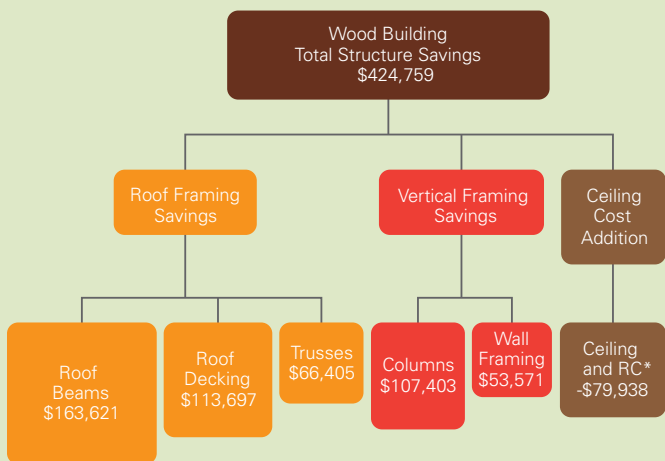 Wood Building
Total Structure Savings
$424,759
Roof Framing
Savings
Vertical Framing
Savings
Ceiling
Cost
Addition
Roof
Beams
$163,621
Roof
Decking
$113,697
Trusses
$66,405
Columns
$107,403
Wall
Framing
$53,571
Ceiling
and RC*
-$79,938